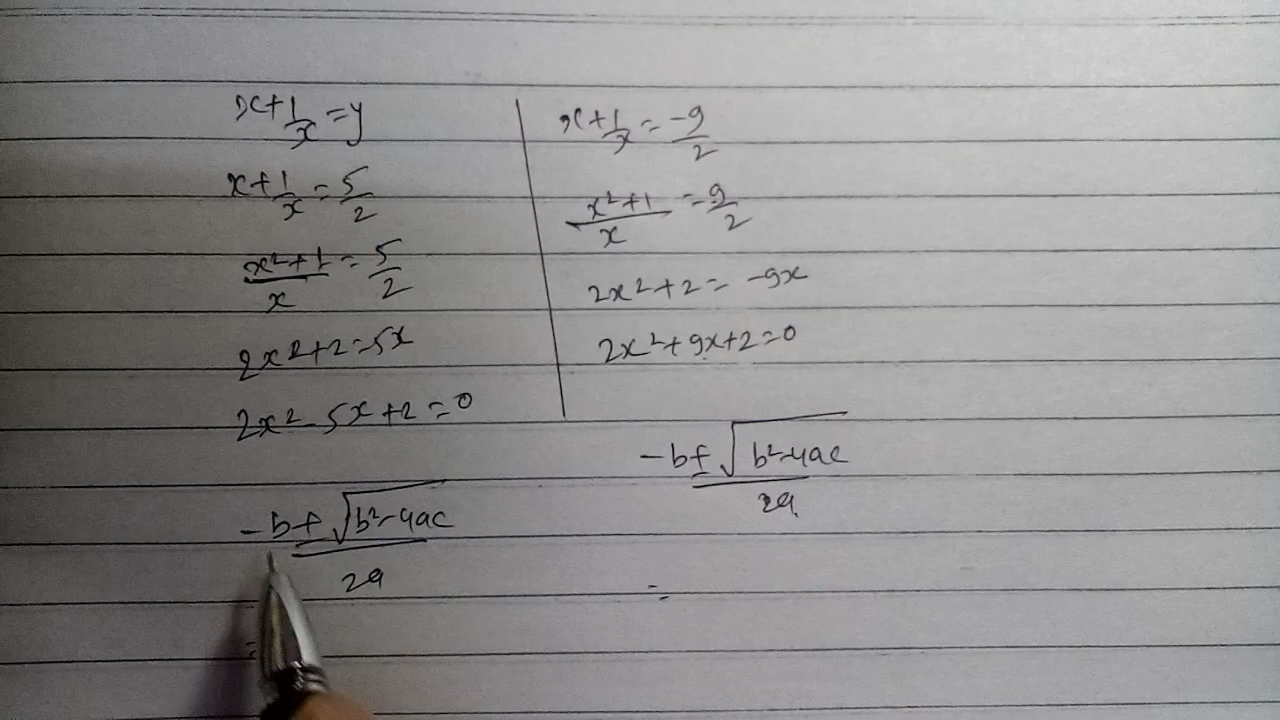 x+1/x=y
x+1/x=5/2
x²+1/x=5/2
2x²+2=5x
2x²-5x+2=0
-b±√b²-4ac/2a
=
x+1/x=-9/2
x²+1/x=9/2
2x²+2=-9x
2x²+9x+2=0
-b±√b²-4ac/2a
=